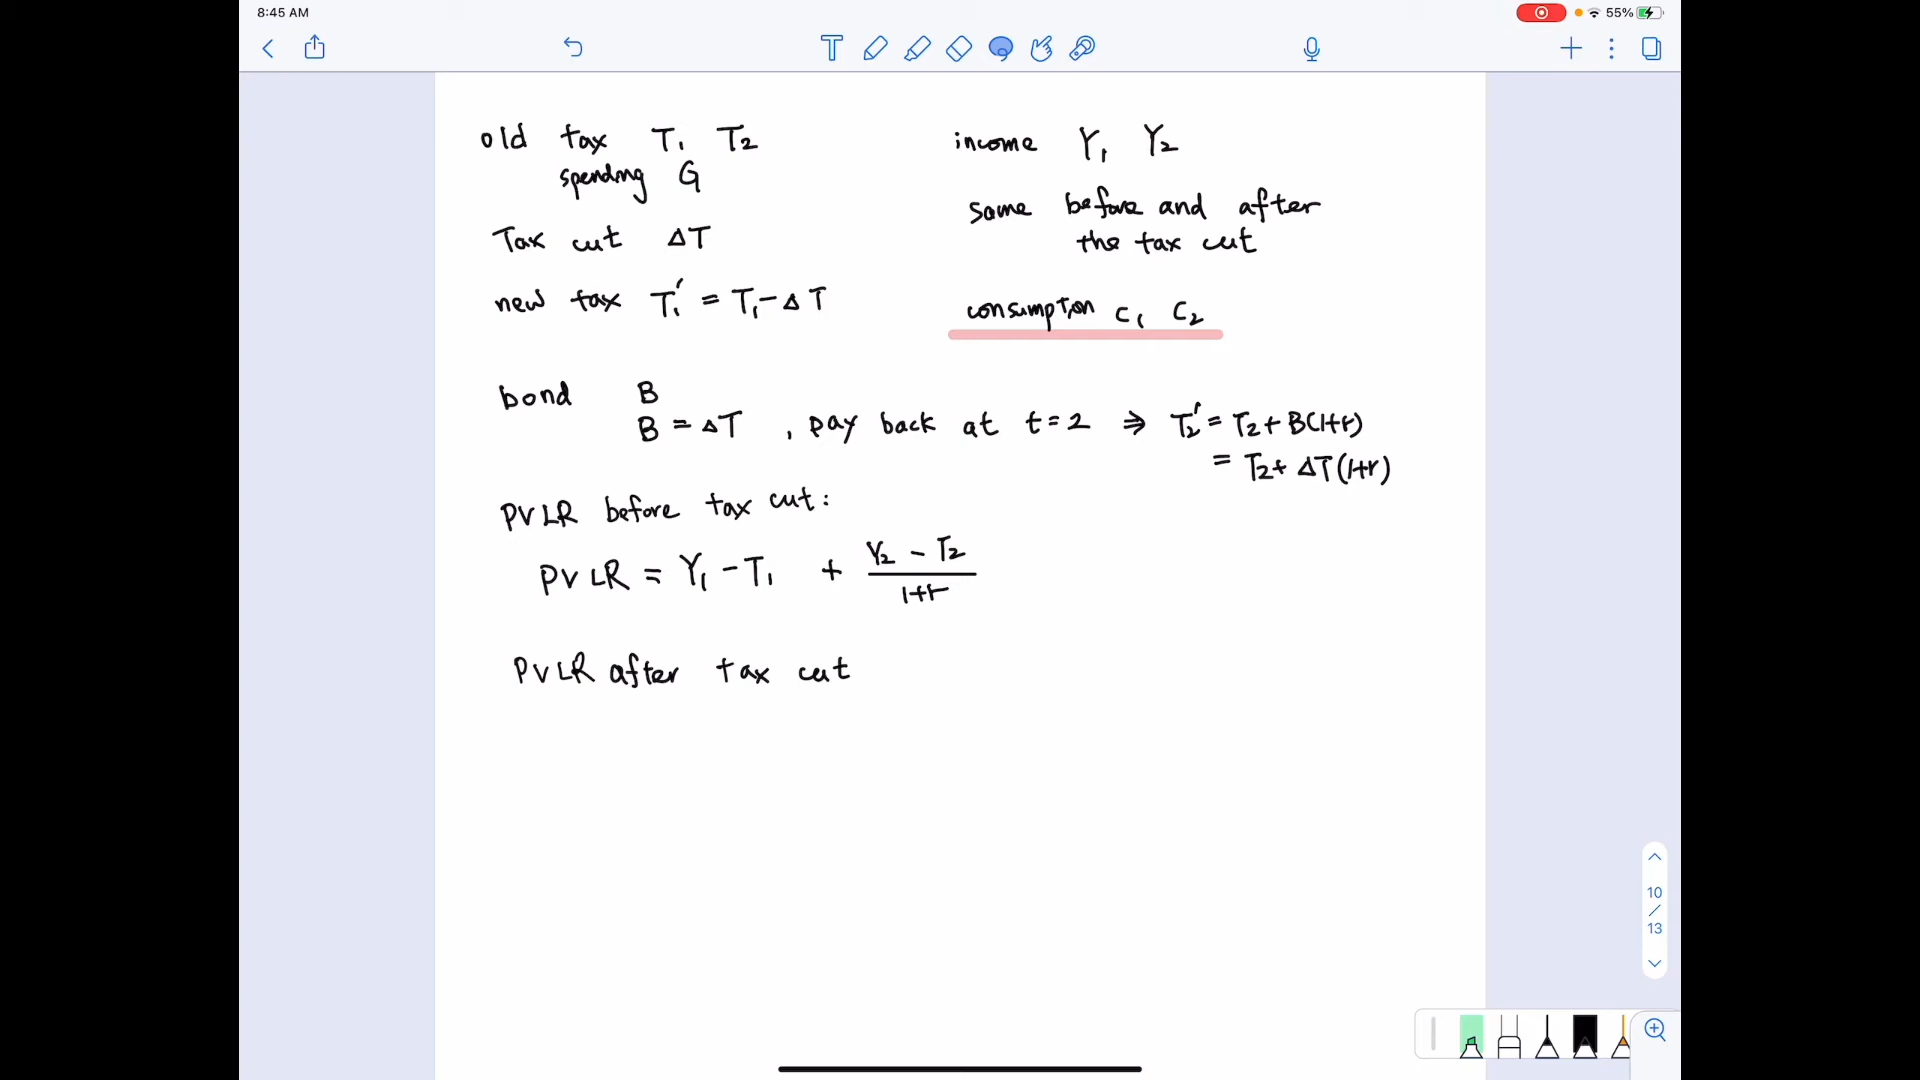 8:45 AM
55%
old tax T₁ T₂
spending G
Tax cut ΔT
new tax T₁' = T₁ - ΔT
income Y₁ Y₂
same before and after
the tax cut
consumption C₁ C₂
bond B
B = ΔT , pay back at t = 2 ⇒ T₂' = T₂ + B(1+r)
= T₂ + ΔT(1+r)
PVLR before tax cut:
PVLR = Y₁ - T₁ + (Y₂ - T₂)/(1+r)
PVLR after tax cut
10
/
13